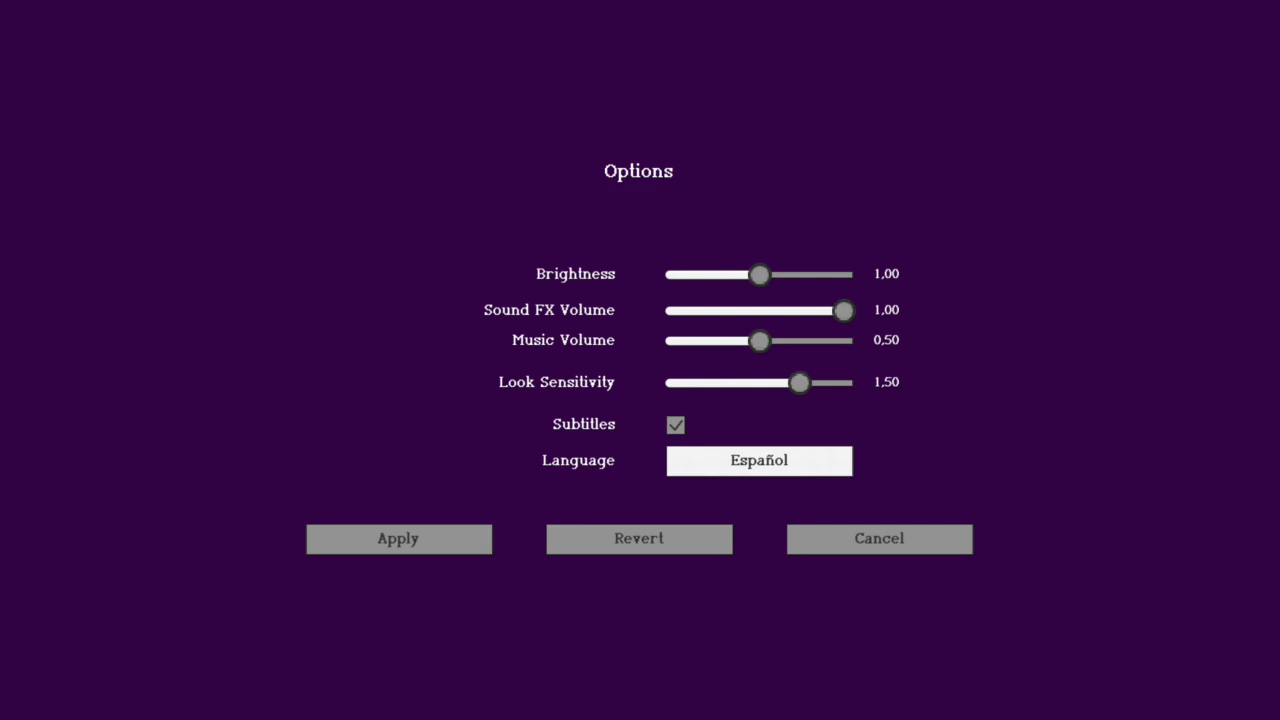 Options
Brightness 1,00
Sound FX Volume 1,00
Music Volume 0,50
Look Sensitivity 1,50
Subtitles
Language Español
Apply Revert Cancel